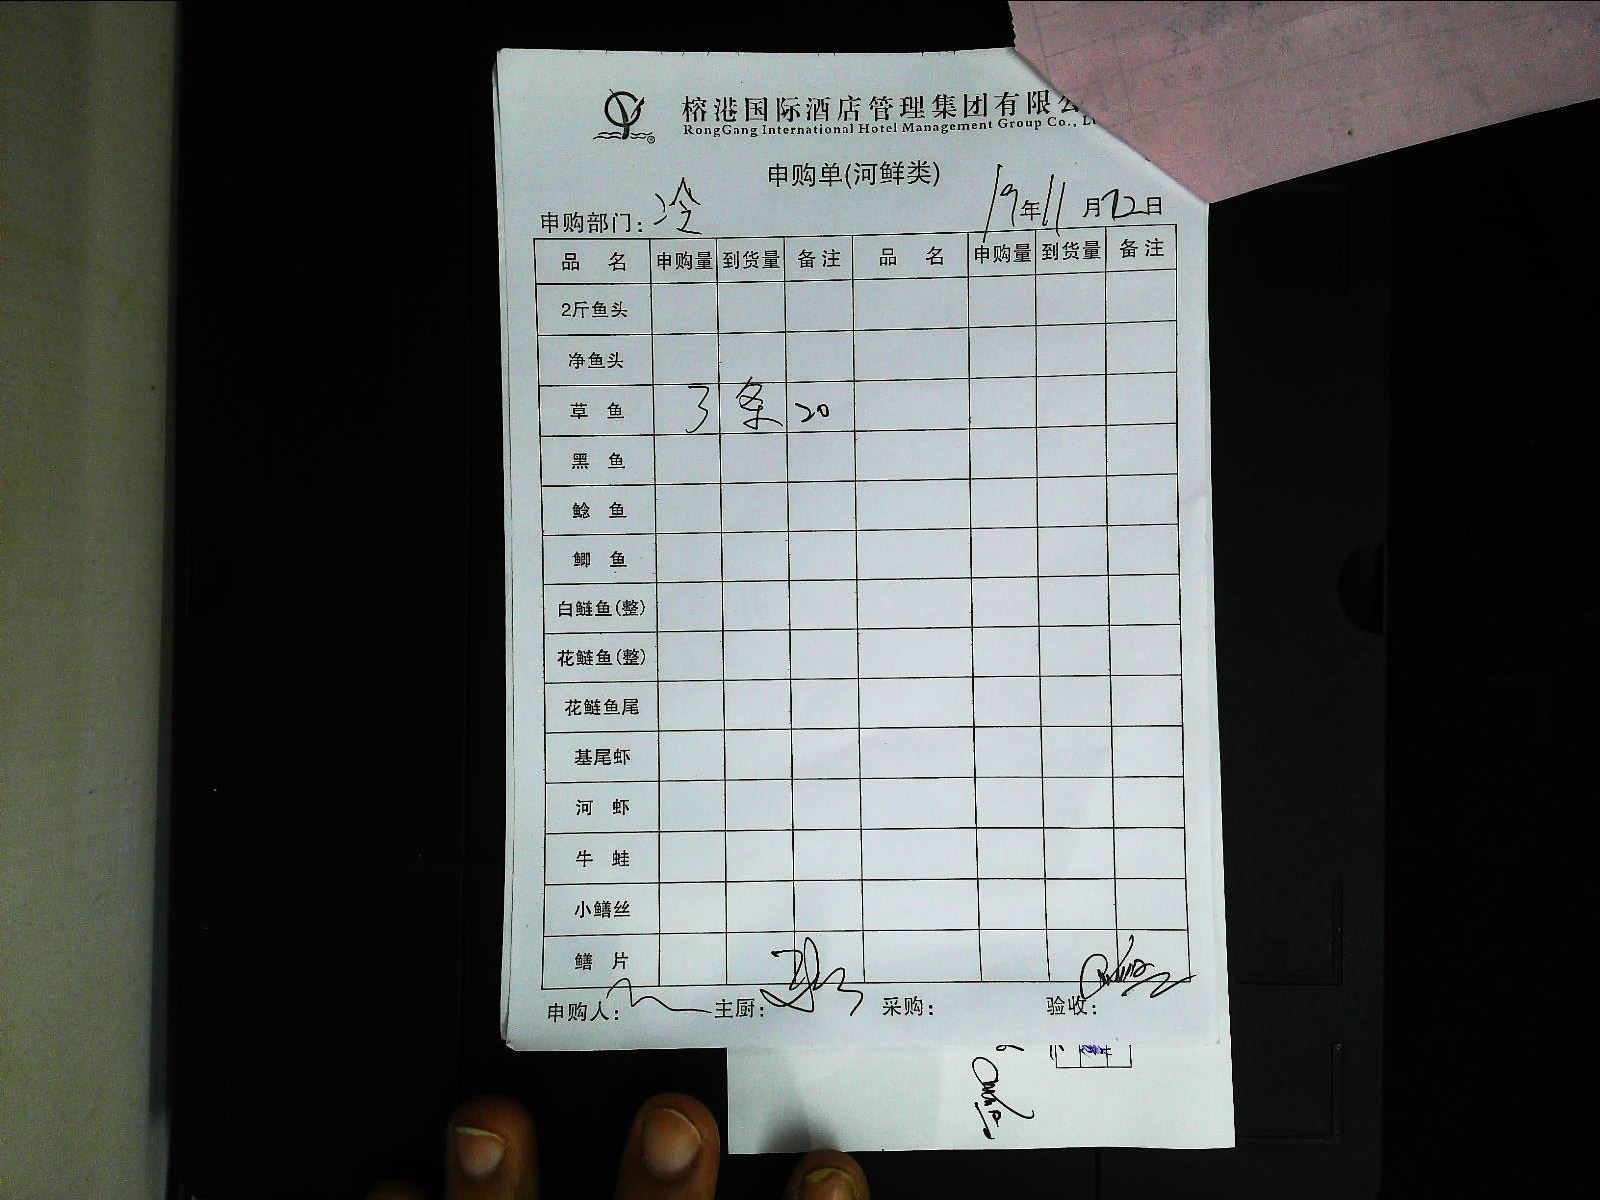 榕港国际酒店管理集团有限公
RongGang International Hotel Management Group Co.,
申购单(河鲜类)
申购部门：冷 19年11月22日
品 名 申购量 到货量 备注 品 名 申购量 到货量 备注
2斤鱼头
净鱼头
草 鱼 3 条 20
黑 鱼
鲶 鱼
鲫 鱼
白鲢鱼(整)
花鲢鱼(整)
花鲢鱼尾
基尾虾
河 虾
牛 蛙
小鳝丝
鳝 片
申购人： 主厨： 采购： 验收：